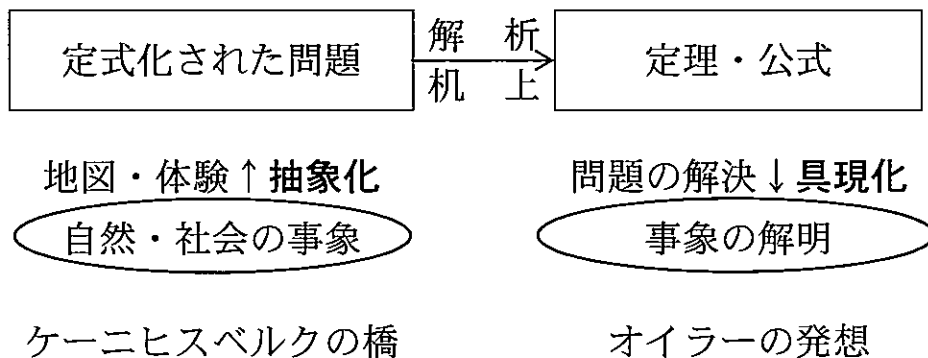 定式化された問題
解 析
机 上
定理・公式
地図・体験↑抽象化
問題の解決↓具現化
自然・社会の事象
事象の解明
ケーニヒスベルクの橋
オイラーの発想